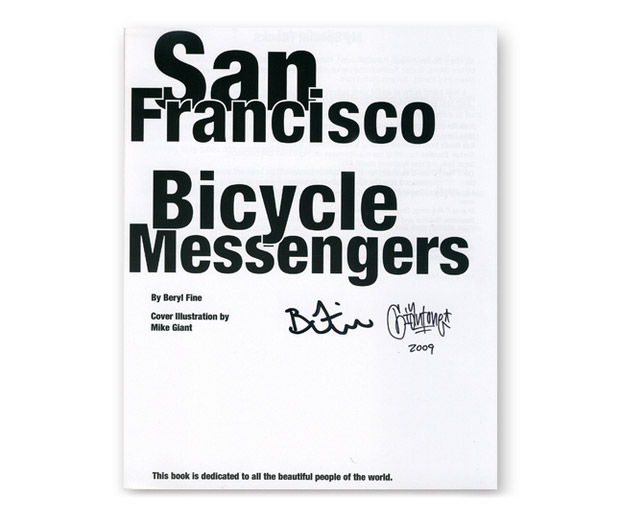 San
Francisco
Bicycle
Messengers
By Beryl Fine
Cover Illustration by
Mike Giant
2009
This book is dedicated to all the beautiful people of the world.